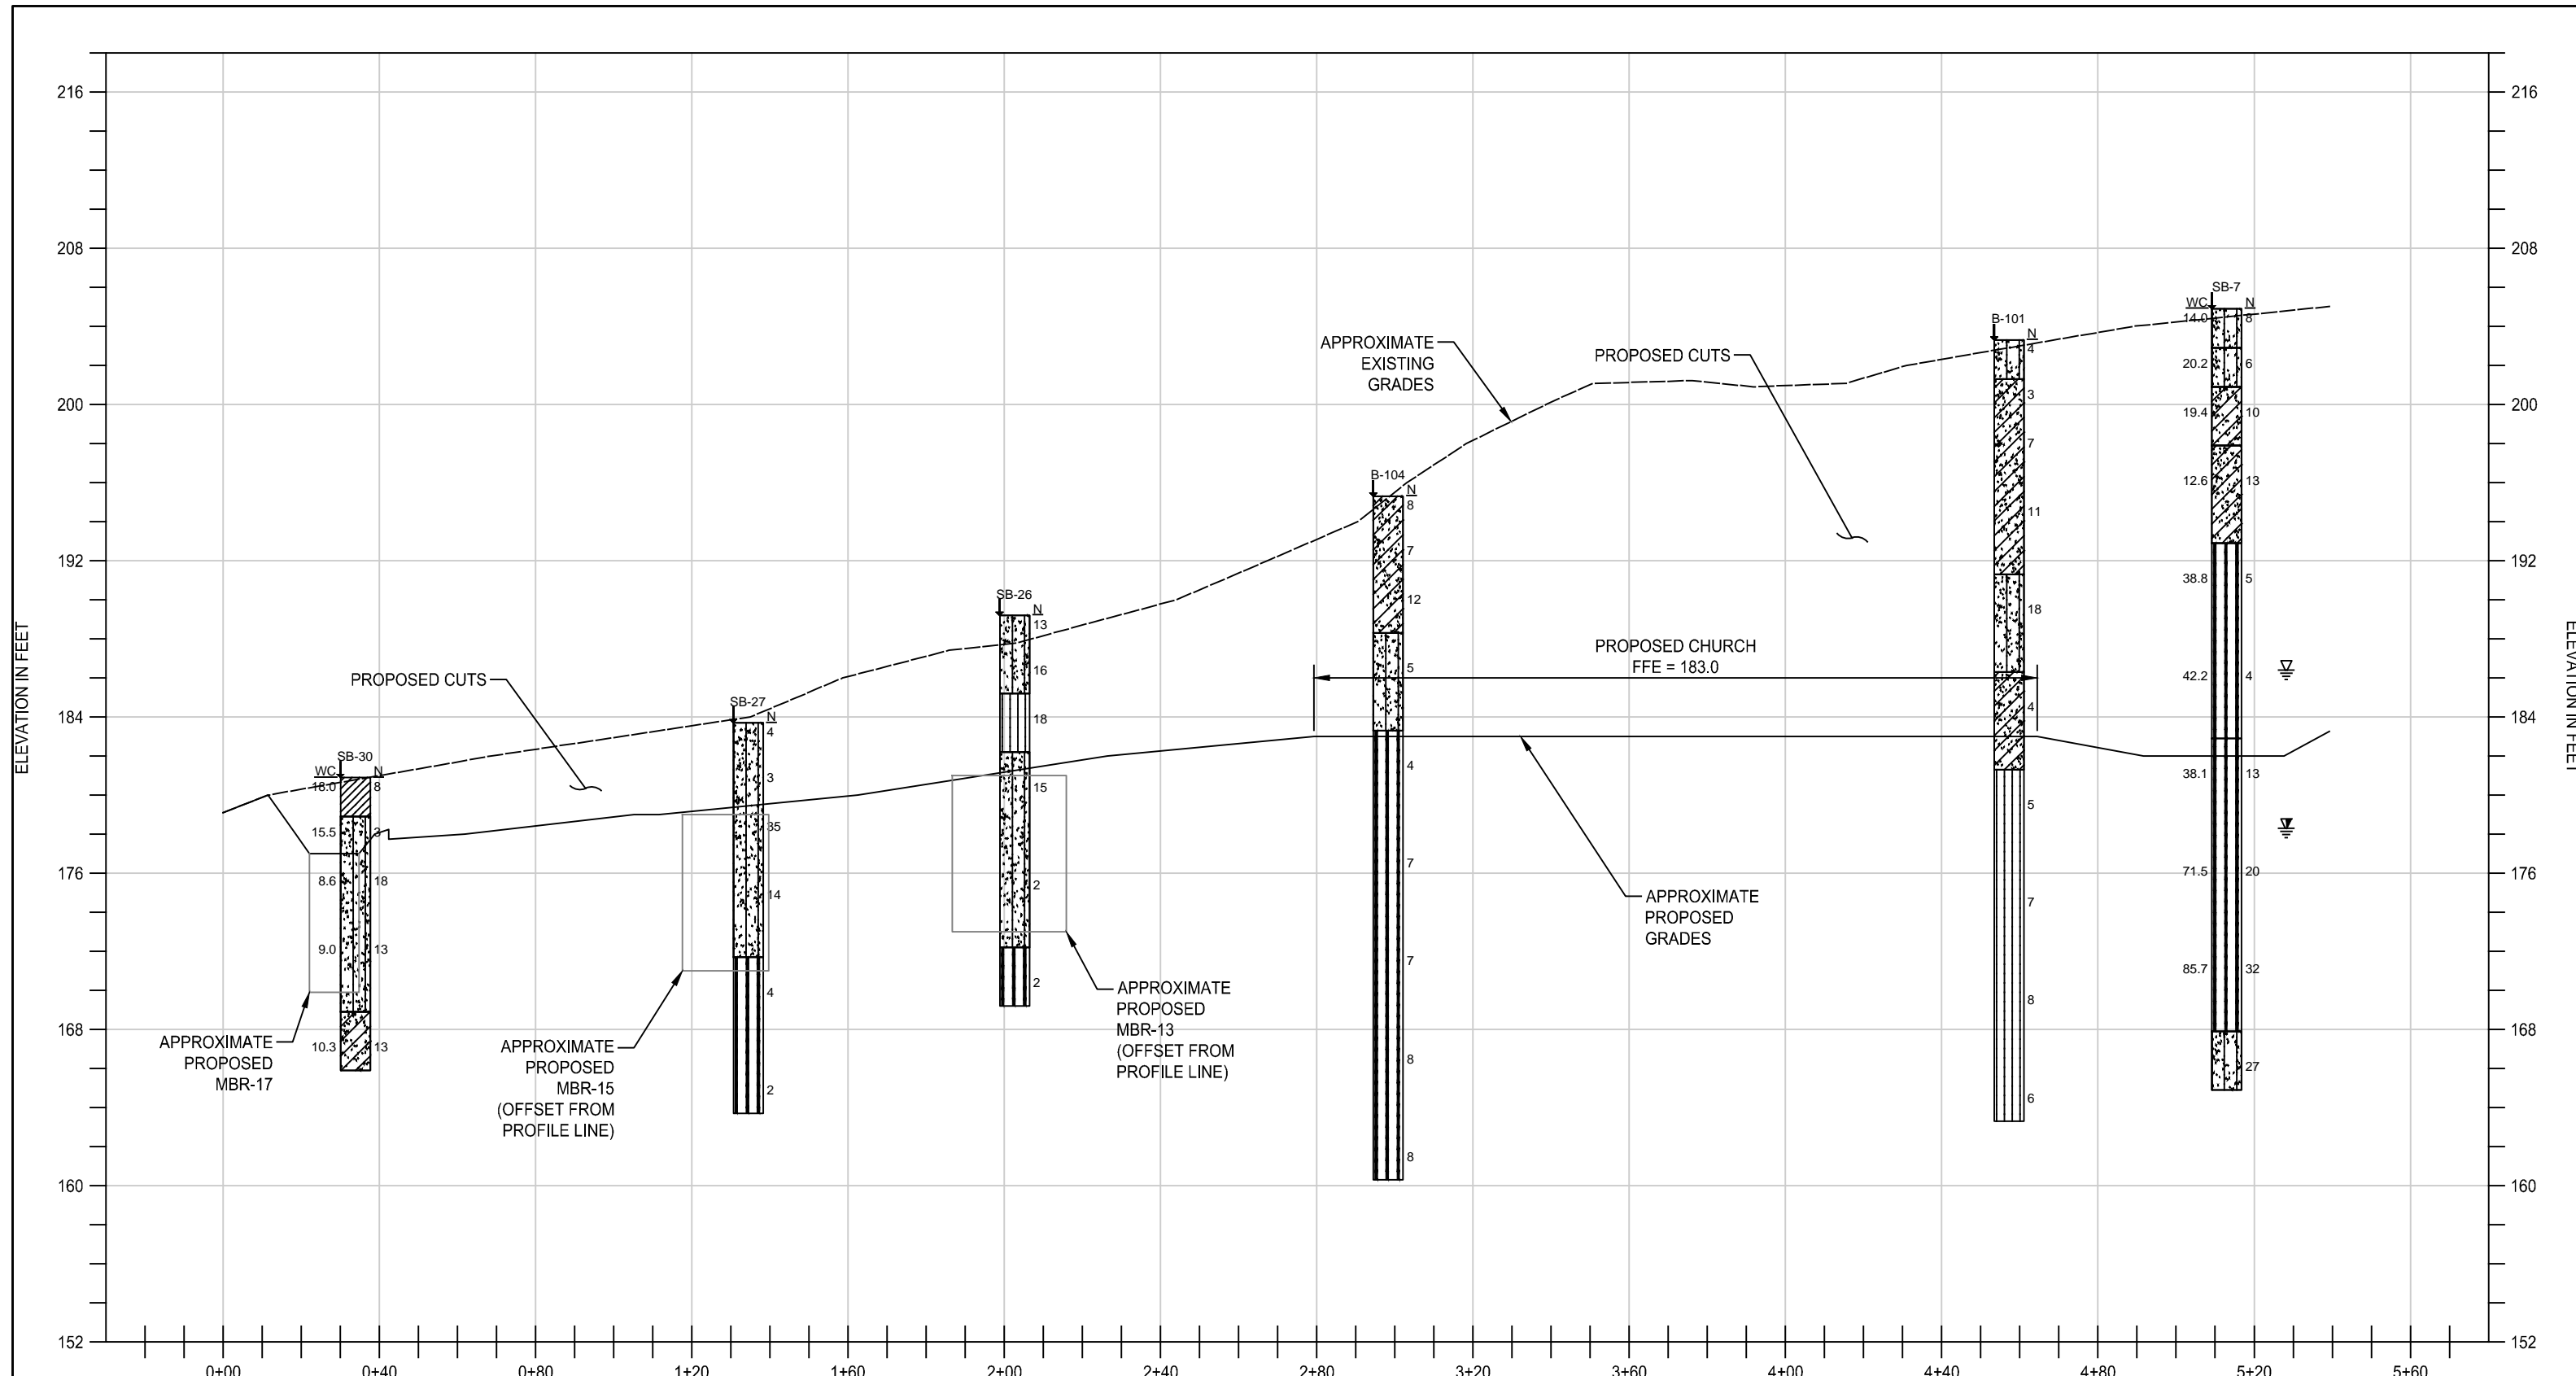 216
216
208
208
SB-7
WC
N
14.0
8
B-101
N
4
20.2
6
APPROXIMATE
EXISTING
GRADES
PROPOSED CUTS
200
200
3
19.4
10
7
B-104
N
8
12.6
13
11
192
192
7
38.8
5
12
18
SB-26
N
13
ELEVATION IN FEET
ELEVATION IN FEET
PROPOSED CHURCH
FFE = 183.0
16
5
42.2
4
PROPOSED CUTS
4
SB-27
N
4
184
184
18
SB-30
WC
N
18.0
8
3
15
4
38.1
13
5
15.5
3
35
8.6
18
176
176
14
2
7
7
71.5
20
APPROXIMATE
PROPOSED
GRADES
9.0
13
4
2
7
8
85.7
32
168
168
10.3
13
APPROXIMATE
PROPOSED
MBR-17
APPROXIMATE
PROPOSED
MBR-15
(OFFSET FROM
PROFILE LINE)
APPROXIMATE
PROPOSED
MBR-13
(OFFSET FROM
PROFILE LINE)
2
8
6
27
8
160
160
152
152
0+00
0+40
0+80
1+20
1+60
2+00
2+40
2+80
3+20
3+60
4+00
4+40
4+80
5+20
5+60